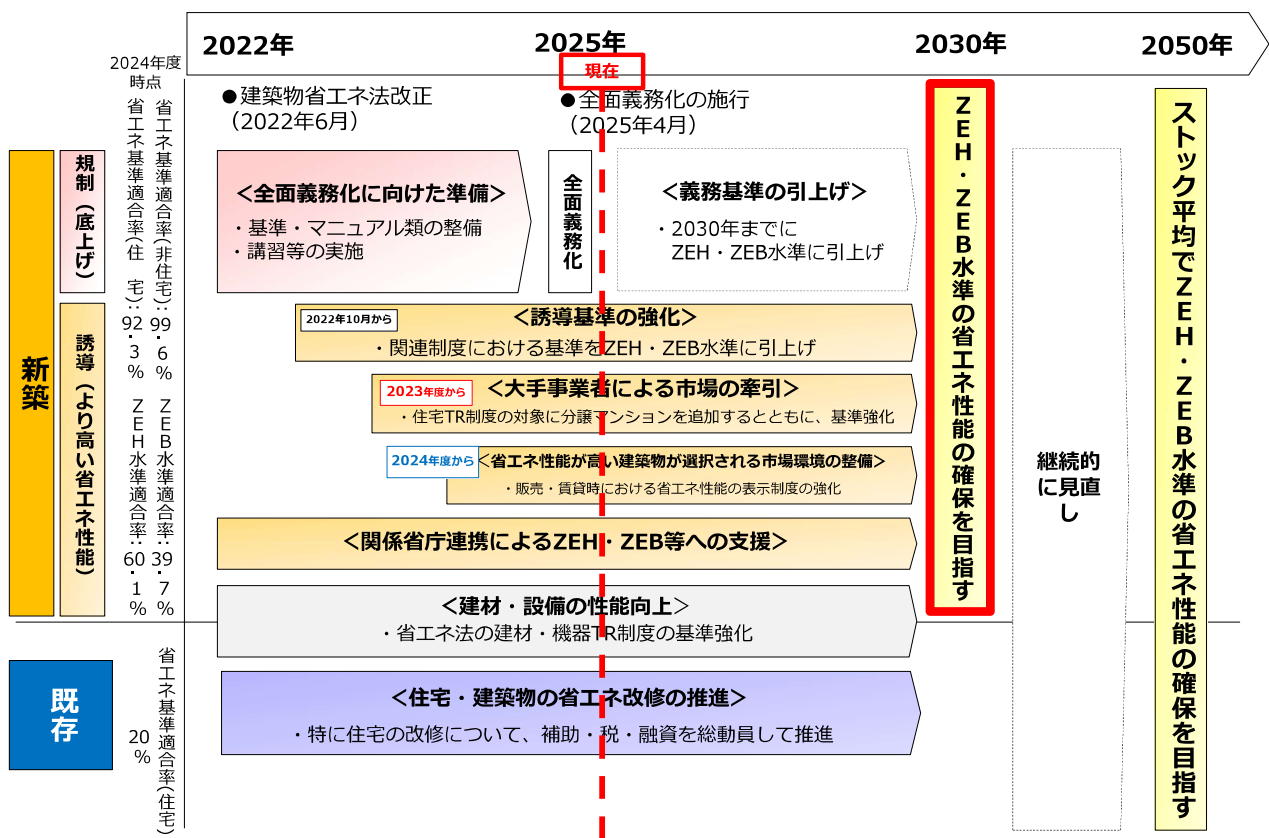 2022年
2025年
2030年
2050年
現在
2024年度
時点
●建築物省エネ法改正
（2022年6月）
●全面義務化の施行
（2025年4月）
新築
規制（底上げ）
誘導（より高い省エネ性能）
省エネ基準適合率(非住宅)：99.6% ZEB水準適合率：39.7%
省エネ基準適合率(住　宅)：92.3% ZEH水準適合率：60.1%
＜全面義務化に向けた準備＞
・基準・マニュアル類の整備
・講習等の実施
全面義務化
＜義務基準の引上げ＞
・2030年までに
ZEH・ZEB水準に引上げ
2022年10月から
＜誘導基準の強化＞
・関連制度における基準をZEH・ZEB水準に引上げ
2023年度から
＜大手事業者による市場の牽引＞
・住宅TR制度の対象に分譲マンションを追加するとともに、基準強化
2024年度から
＜省エネ性能が高い建築物が選択される市場環境の整備＞
・販売・賃貸時における省エネ性能の表示制度の強化
＜関係省庁連携によるZEH・ZEB等への支援＞
＜建材・設備の性能向上＞
・省エネ法の建材・機器TR制度の基準強化
既存
省エネ基準適合率(住宅)
20%
＜住宅・建築物の省エネ改修の推進＞
・特に住宅の改修について、補助・税・融資を総動員して推進
ZEH・ZEB水準の省エネ性能の確保を目指す
継続的
に見直
し
ストック平均でZEH・ZEB水準の省エネ性能の確保を目指す